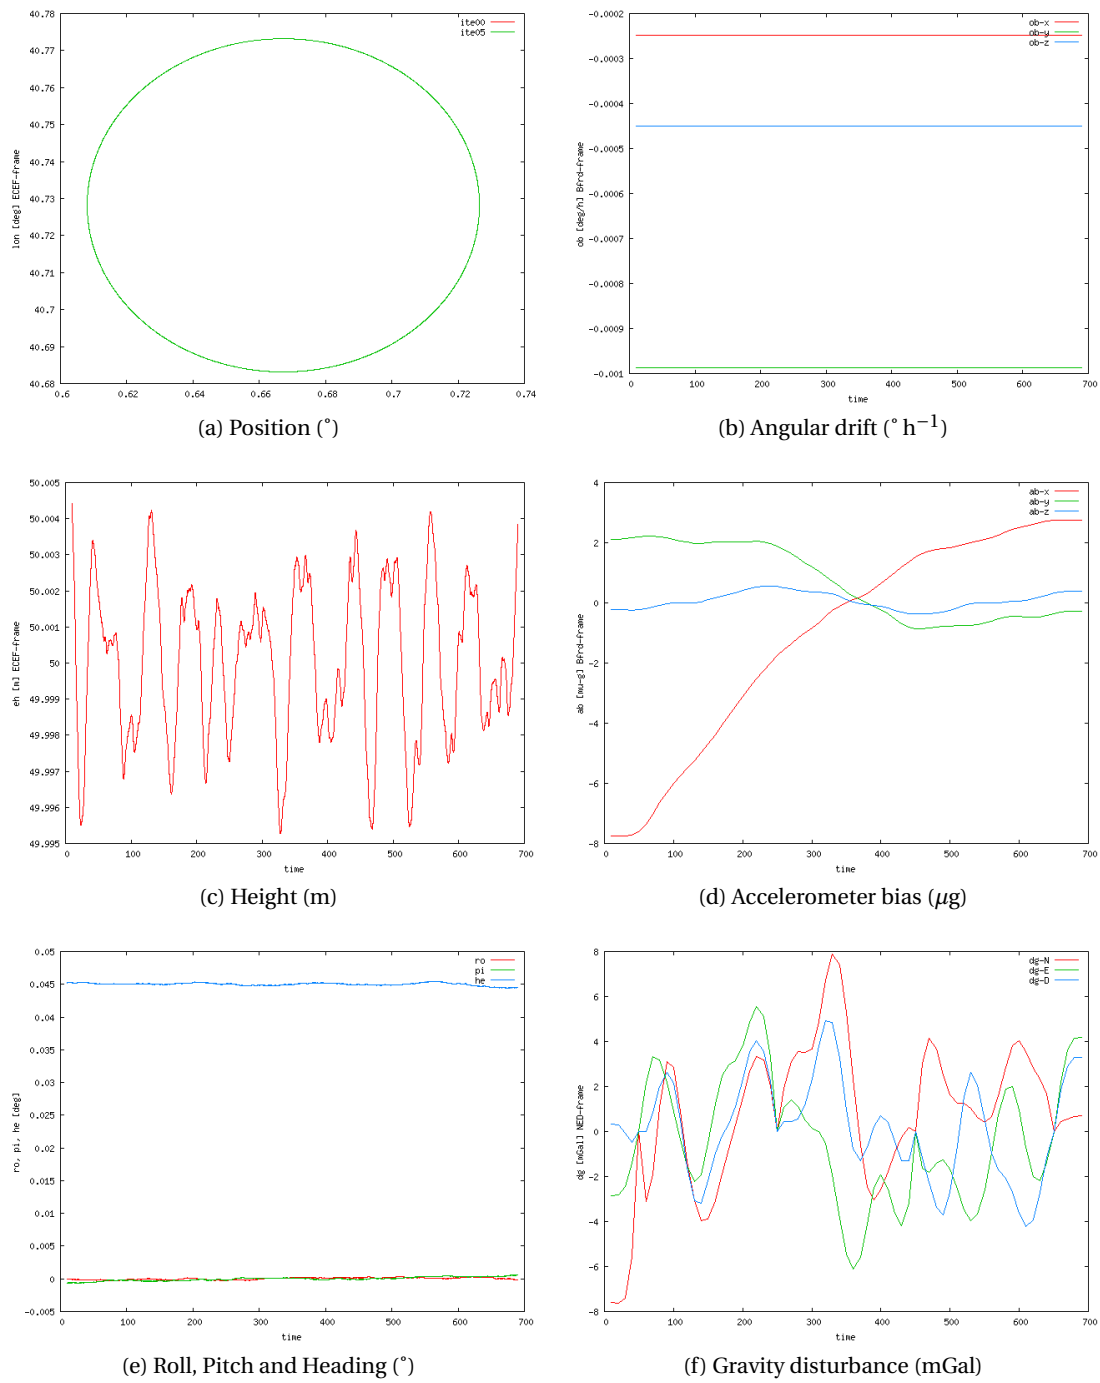 40.78
40.77
40.76
40.75
40.74
40.73
40.72
40.71
40.7
40.69
40.68
lon [deg] ECEF-frame
ite00
ite05
0.6 0.62 0.64 0.66 0.68 0.7 0.72 0.74
(a) Position (°)
-0.0002
-0.0003
-0.0004
-0.0005
-0.0006
-0.0007
-0.0008
-0.0009
-0.001
ob [deg/h] Bfrd-frame
ob-x
ob-y
ob-z
0 100 200 300 400 500 600 700
time
(b) Angular drift (° h⁻¹)
50.005
50.004
50.003
50.002
50.001
50
49.999
49.998
49.997
49.996
49.995
eh [m] ECEF-frame
0 100 200 300 400 500 600 700
time
(c) Height (m)
4
2
0
-2
-4
-6
-8
ab [mu-g] Bfrd-frame
ab-x
ab-y
ab-z
0 100 200 300 400 500 600 700
time
(d) Accelerometer bias (μg)
0.05
0.045
0.04
0.035
0.03
0.025
0.02
0.015
0.01
0.005
0
-0.005
ro, pi, he [deg]
ro
pi
he
0 100 200 300 400 500 600 700
time
(e) Roll, Pitch and Heading (°)
8
6
4
2
0
-2
-4
-6
-8
dg [mGal] NED-frame
dg-N
dg-E
dg-D
0 100 200 300 400 500 600 700
time
(f) Gravity disturbance (mGal)